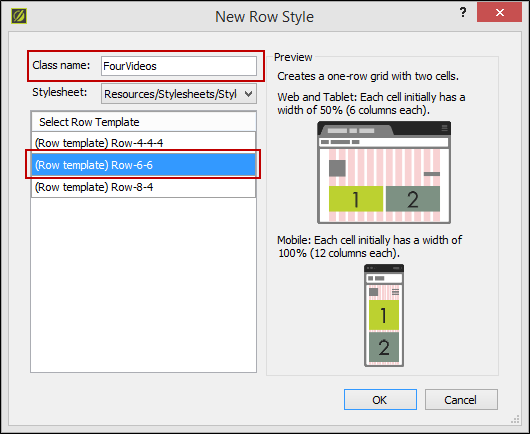 New Row Style
?
Class name:
FourVideos
Stylesheet:
Resources/Stylesheets/Styl
Select Row Template
(Row template) Row-4-4-4
(Row template) Row-6-6
(Row template) Row-8-4
Preview
Creates a one-row grid with two cells.
Web and Tablet: Each cell initially has a
width of 50% (6 columns each).
1 2
Mobile: Each cell initially has a width of
100% (12 columns each).
1
2
OK
Cancel